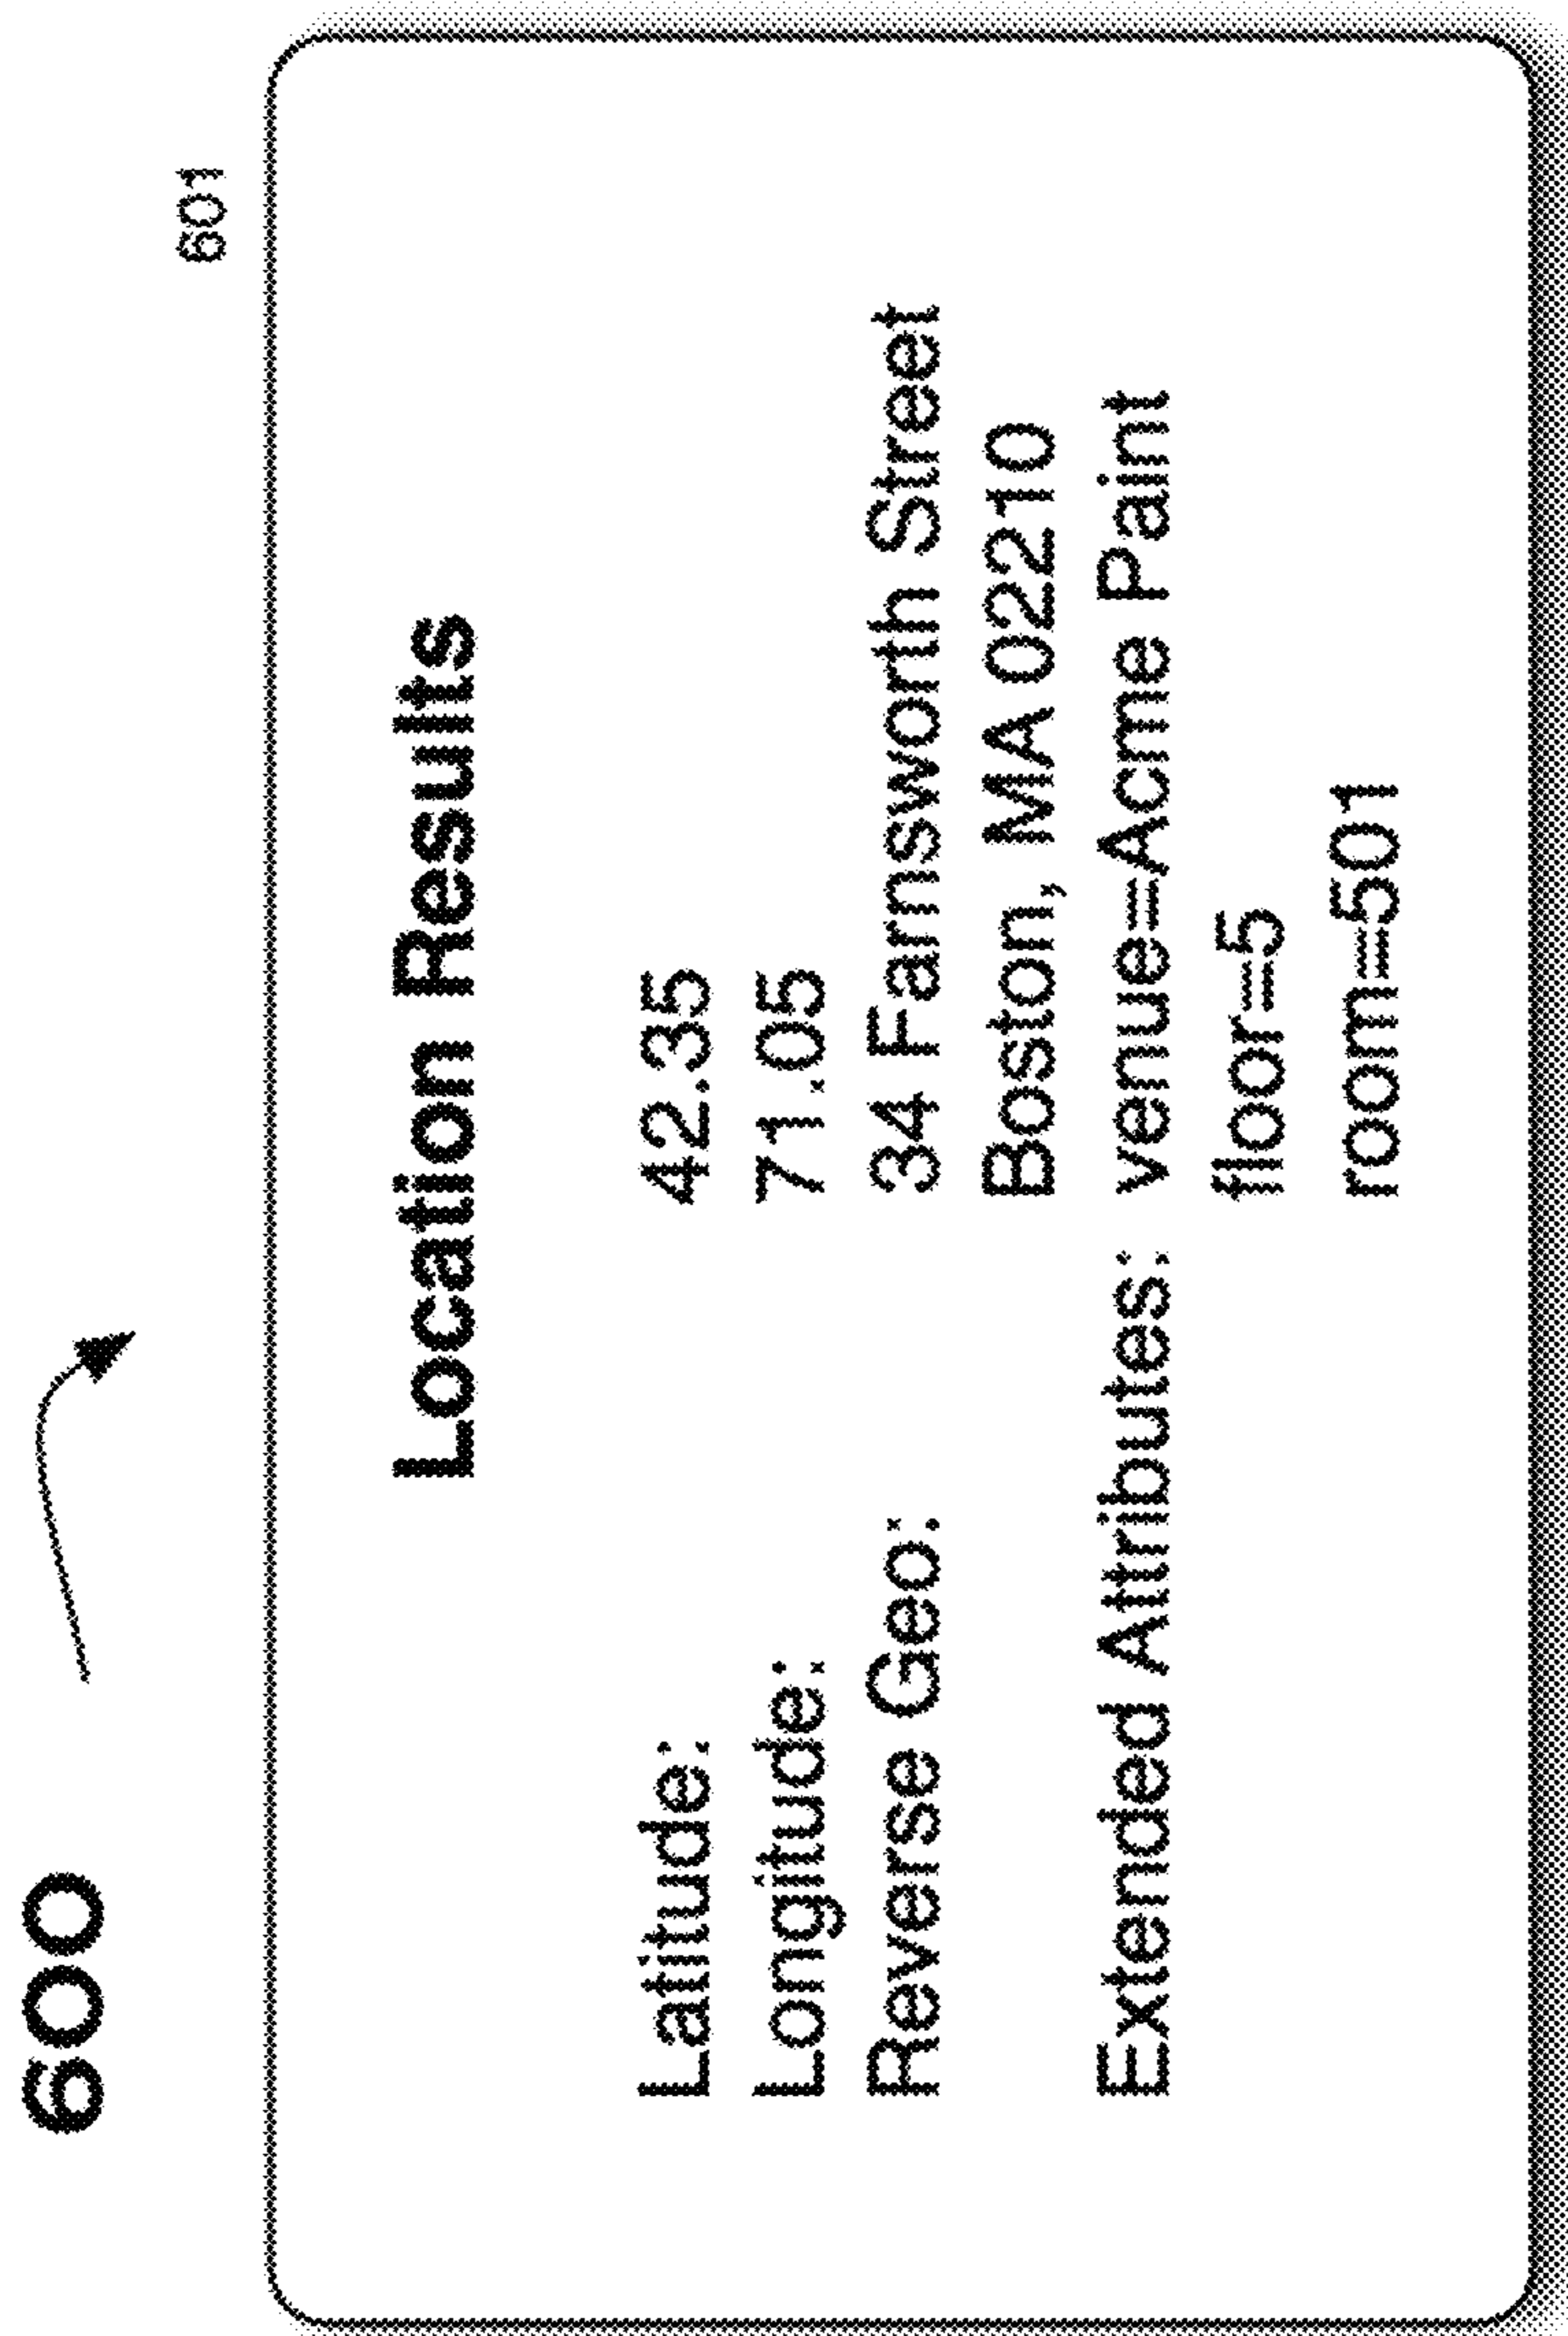 600
601
Location Results
Latitude: 42.35
Longitude: 71.05
Reverse Geo: 34 Farnsworth Street
Boston, MA 02210
Extended Attributes: venue=Acme Paint
floor=5
room=501